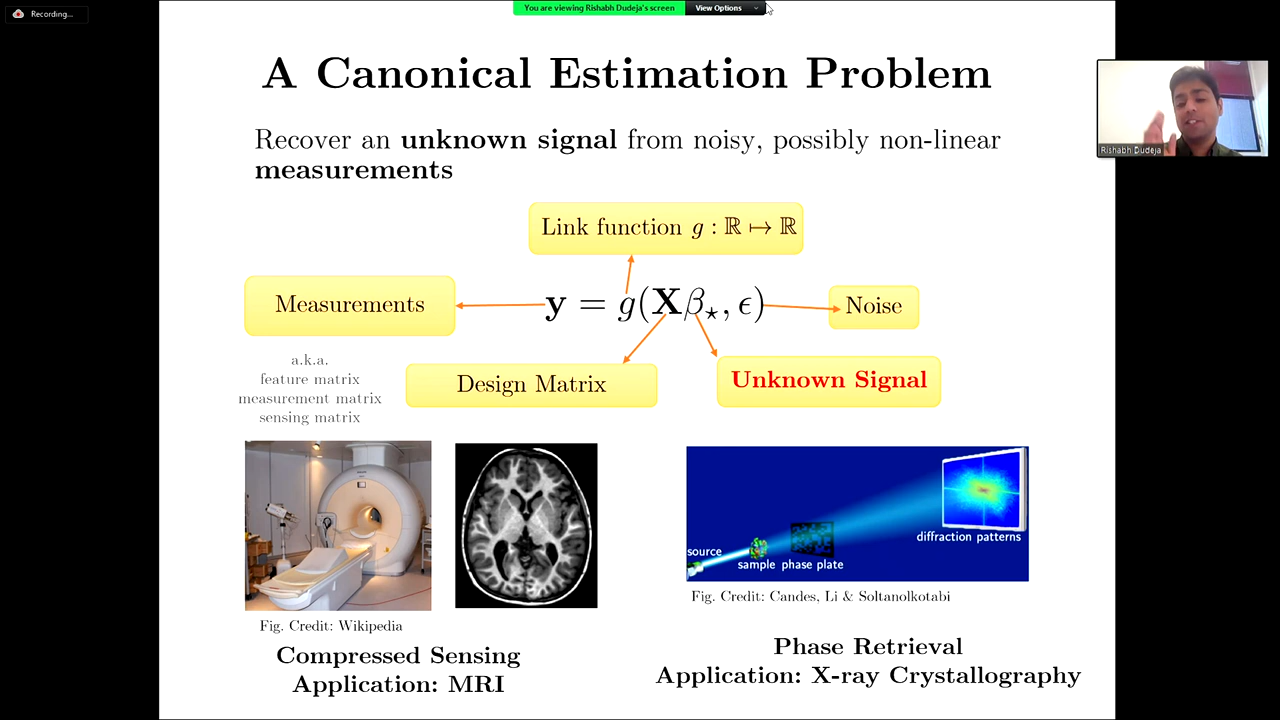 Recording...
You are viewing Rishabh Dudeja's screen
View Options
A Canonical Estimation Problem
Recover an unknown signal from noisy, possibly non-linear
measurements
Link function g : ℝ ↦ ℝ
Measurements
y = g(Xβ⋆, ϵ)
Noise
a.k.a.
feature matrix
measurement matrix
sensing matrix
Design Matrix
Unknown Signal
source
sample
phase plate
diffraction patterns
Fig. Credit: Wikipedia
Fig. Credit: Candes, Li & Soltanolkotabi
Compressed Sensing
Application: MRI
Phase Retrieval
Application: X-ray Crystallography
Rishabh Dudeja